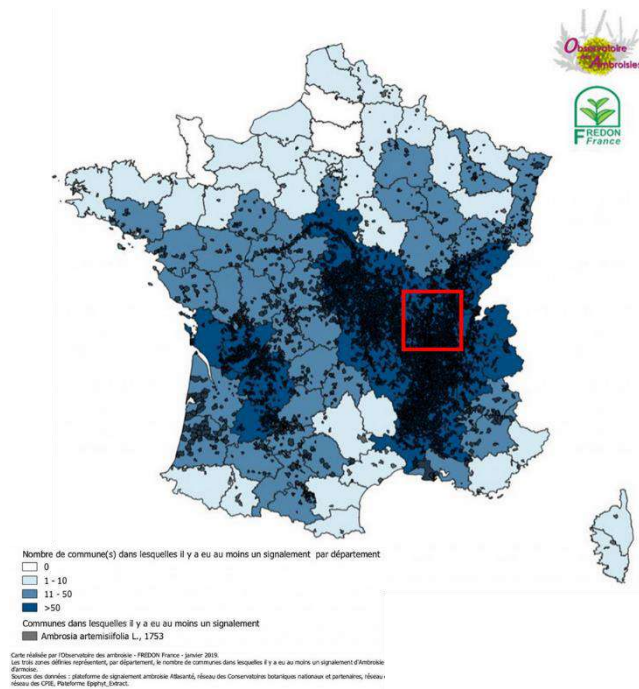 Observatoire
des
Ambroisies
FREDON
France
Nombre de commune(s) dans lesquelles il y a eu au moins un signalement par département
0
1 - 10
11 - 50
>50
Communes dans lesquelles il y a eu au moins un signalement
Ambrosia artemisiifolia L., 1753
Carte réalisée par l'Observatoire des ambroisies - FREDON France - Janvier 2019.
Les trois zones définies représentent, par département, le nombre de communes dans lesquelles il y a eu au moins un signalement d'Ambroisie
d'armoise.
Sources des données : plateforme de signalement ambroisie Atlasanté, réseau des Conservatoires botaniques nationaux et partenaires, réseau
réseau des CPIE, Plateforme Epiphyt_Extract.